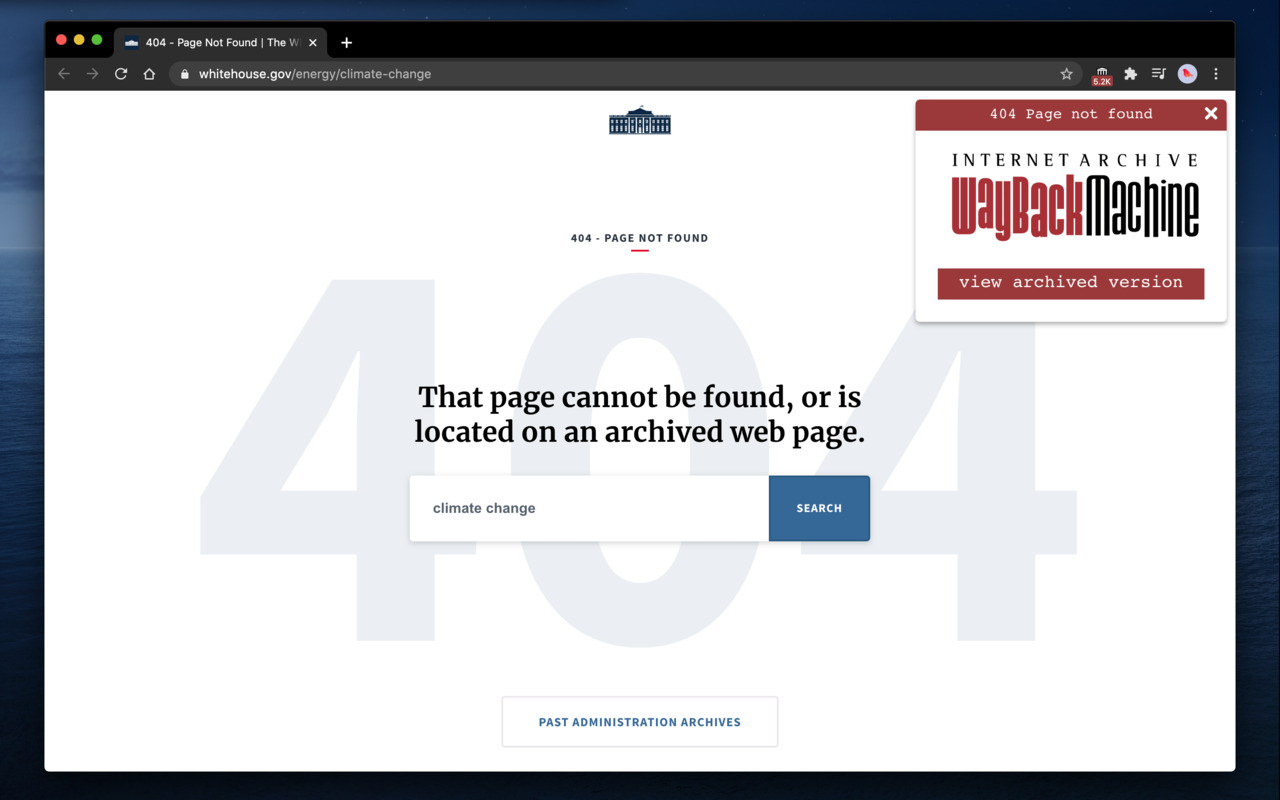 404 - Page Not Found | The W
whitehouse.gov/energy/climate-change
5.2K
404 Page not found
INTERNET ARCHIVE
WayBackMachine
view archived version
404 - PAGE NOT FOUND
404
That page cannot be found, or is
located on an archived web page.
climate change
SEARCH
PAST ADMINISTRATION ARCHIVES